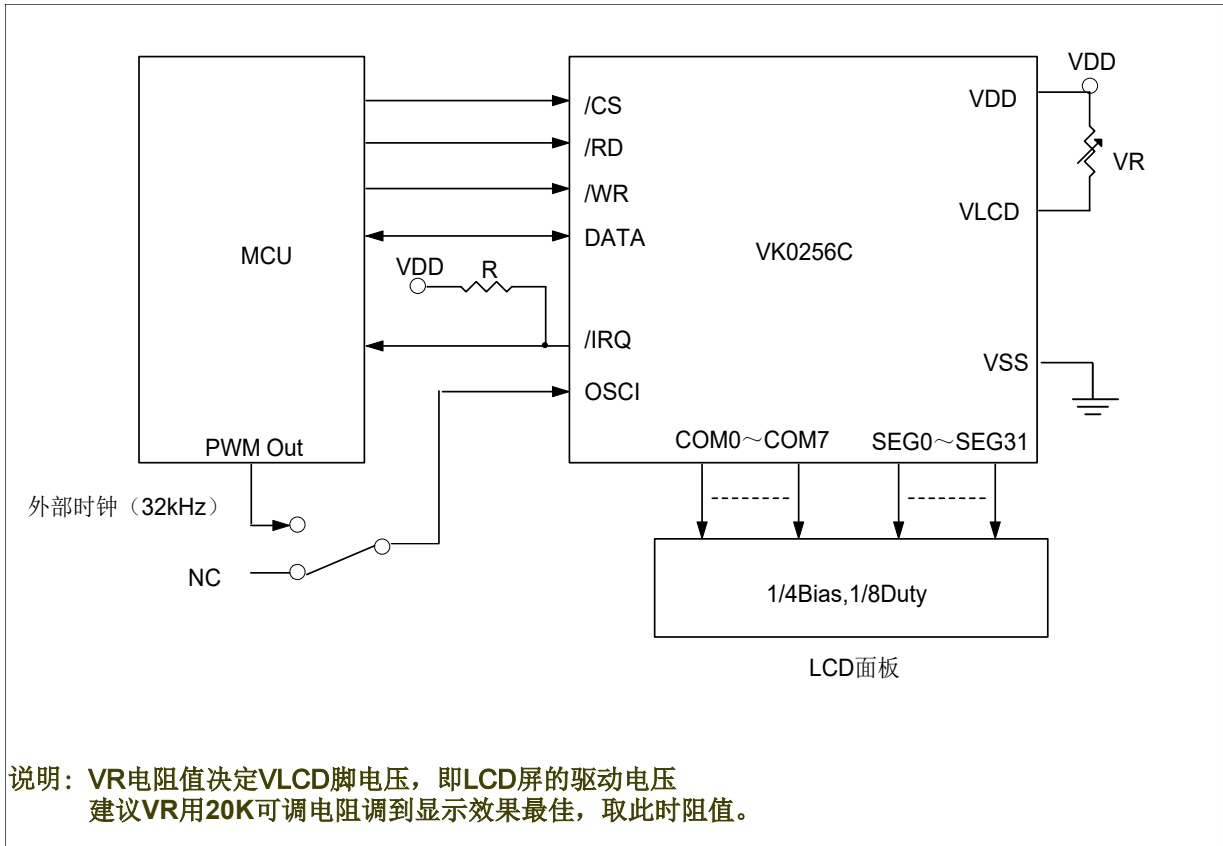 VDD
/CS
VDD
/RD
VR
/WR
VLCD
DATA
MCU
VK0256C
VDD
R
/IRQ
VSS
OSCI
PWM Out
COM0～COM7
SEG0～SEG31
外部时钟（32kHz）
NC
1/4Bias,1/8Duty
LCD面板
说明：VR电阻值决定VLCD脚电压，即LCD屏的驱动电压
建议VR用20K可调电阻调到显示效果最佳，取此时阻值。